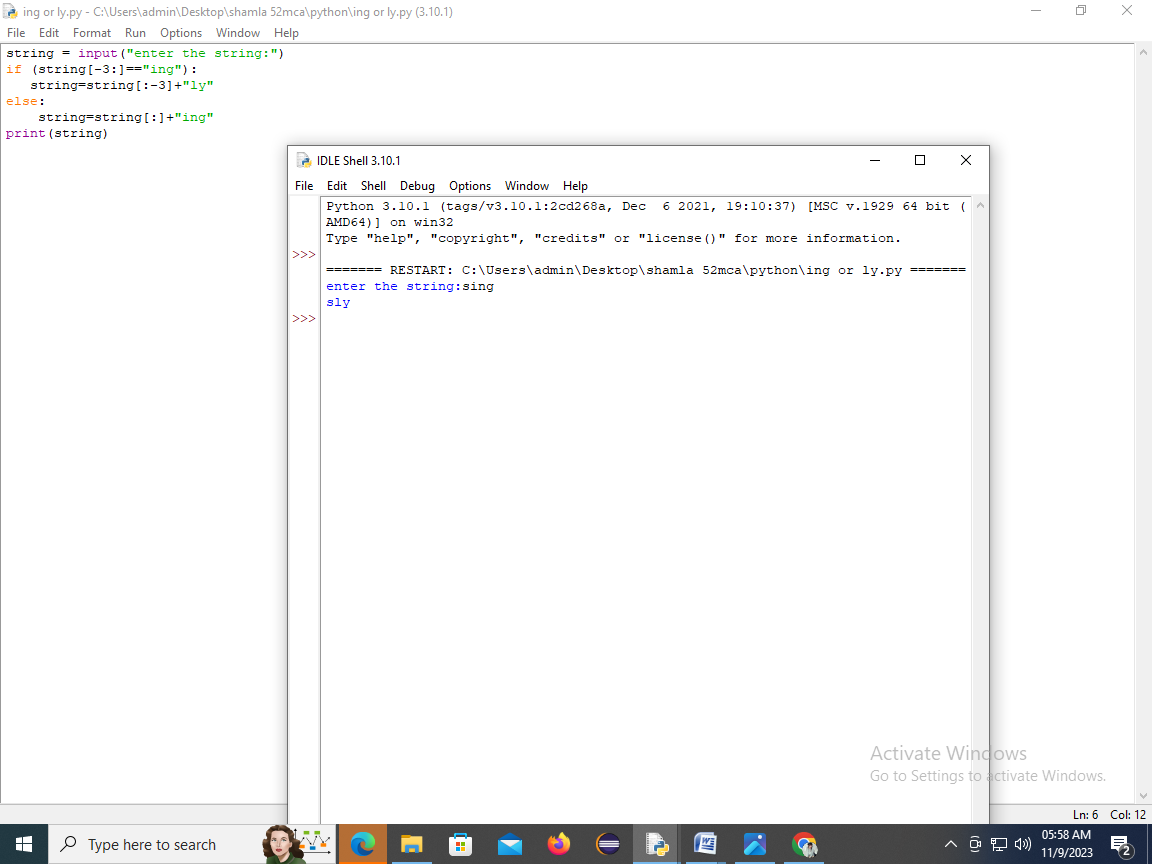 ing or ly.py - C:\Users\admin\Desktop\shamla 52mca\python\ing or ly.py (3.10.1)
File Edit Format Run Options Window Help
string = input("enter the string:")
if (string[-3:]=="ing"):
   string=string[:-3]+"ly"
else:
    string=string[:]+"ing"
print(string)
IDLE Shell 3.10.1
File Edit Shell Debug Options Window Help
Python 3.10.1 (tags/v3.10.1:2cd268a, Dec  6 2021, 19:10:37) [MSC v.1929 64 bit (
AMD64)] on win32
Type "help", "copyright", "credits" or "license()" for more information.
>>>
======= RESTART: C:\Users\admin\Desktop\shamla 52mca\python\ing or ly.py =======
enter the string:sing
sly
>>>
Activate Windows
Go to Settings to activate Windows.
Ln: 6 Col: 12
Type here to search
05:58 AM
11/9/2023
2